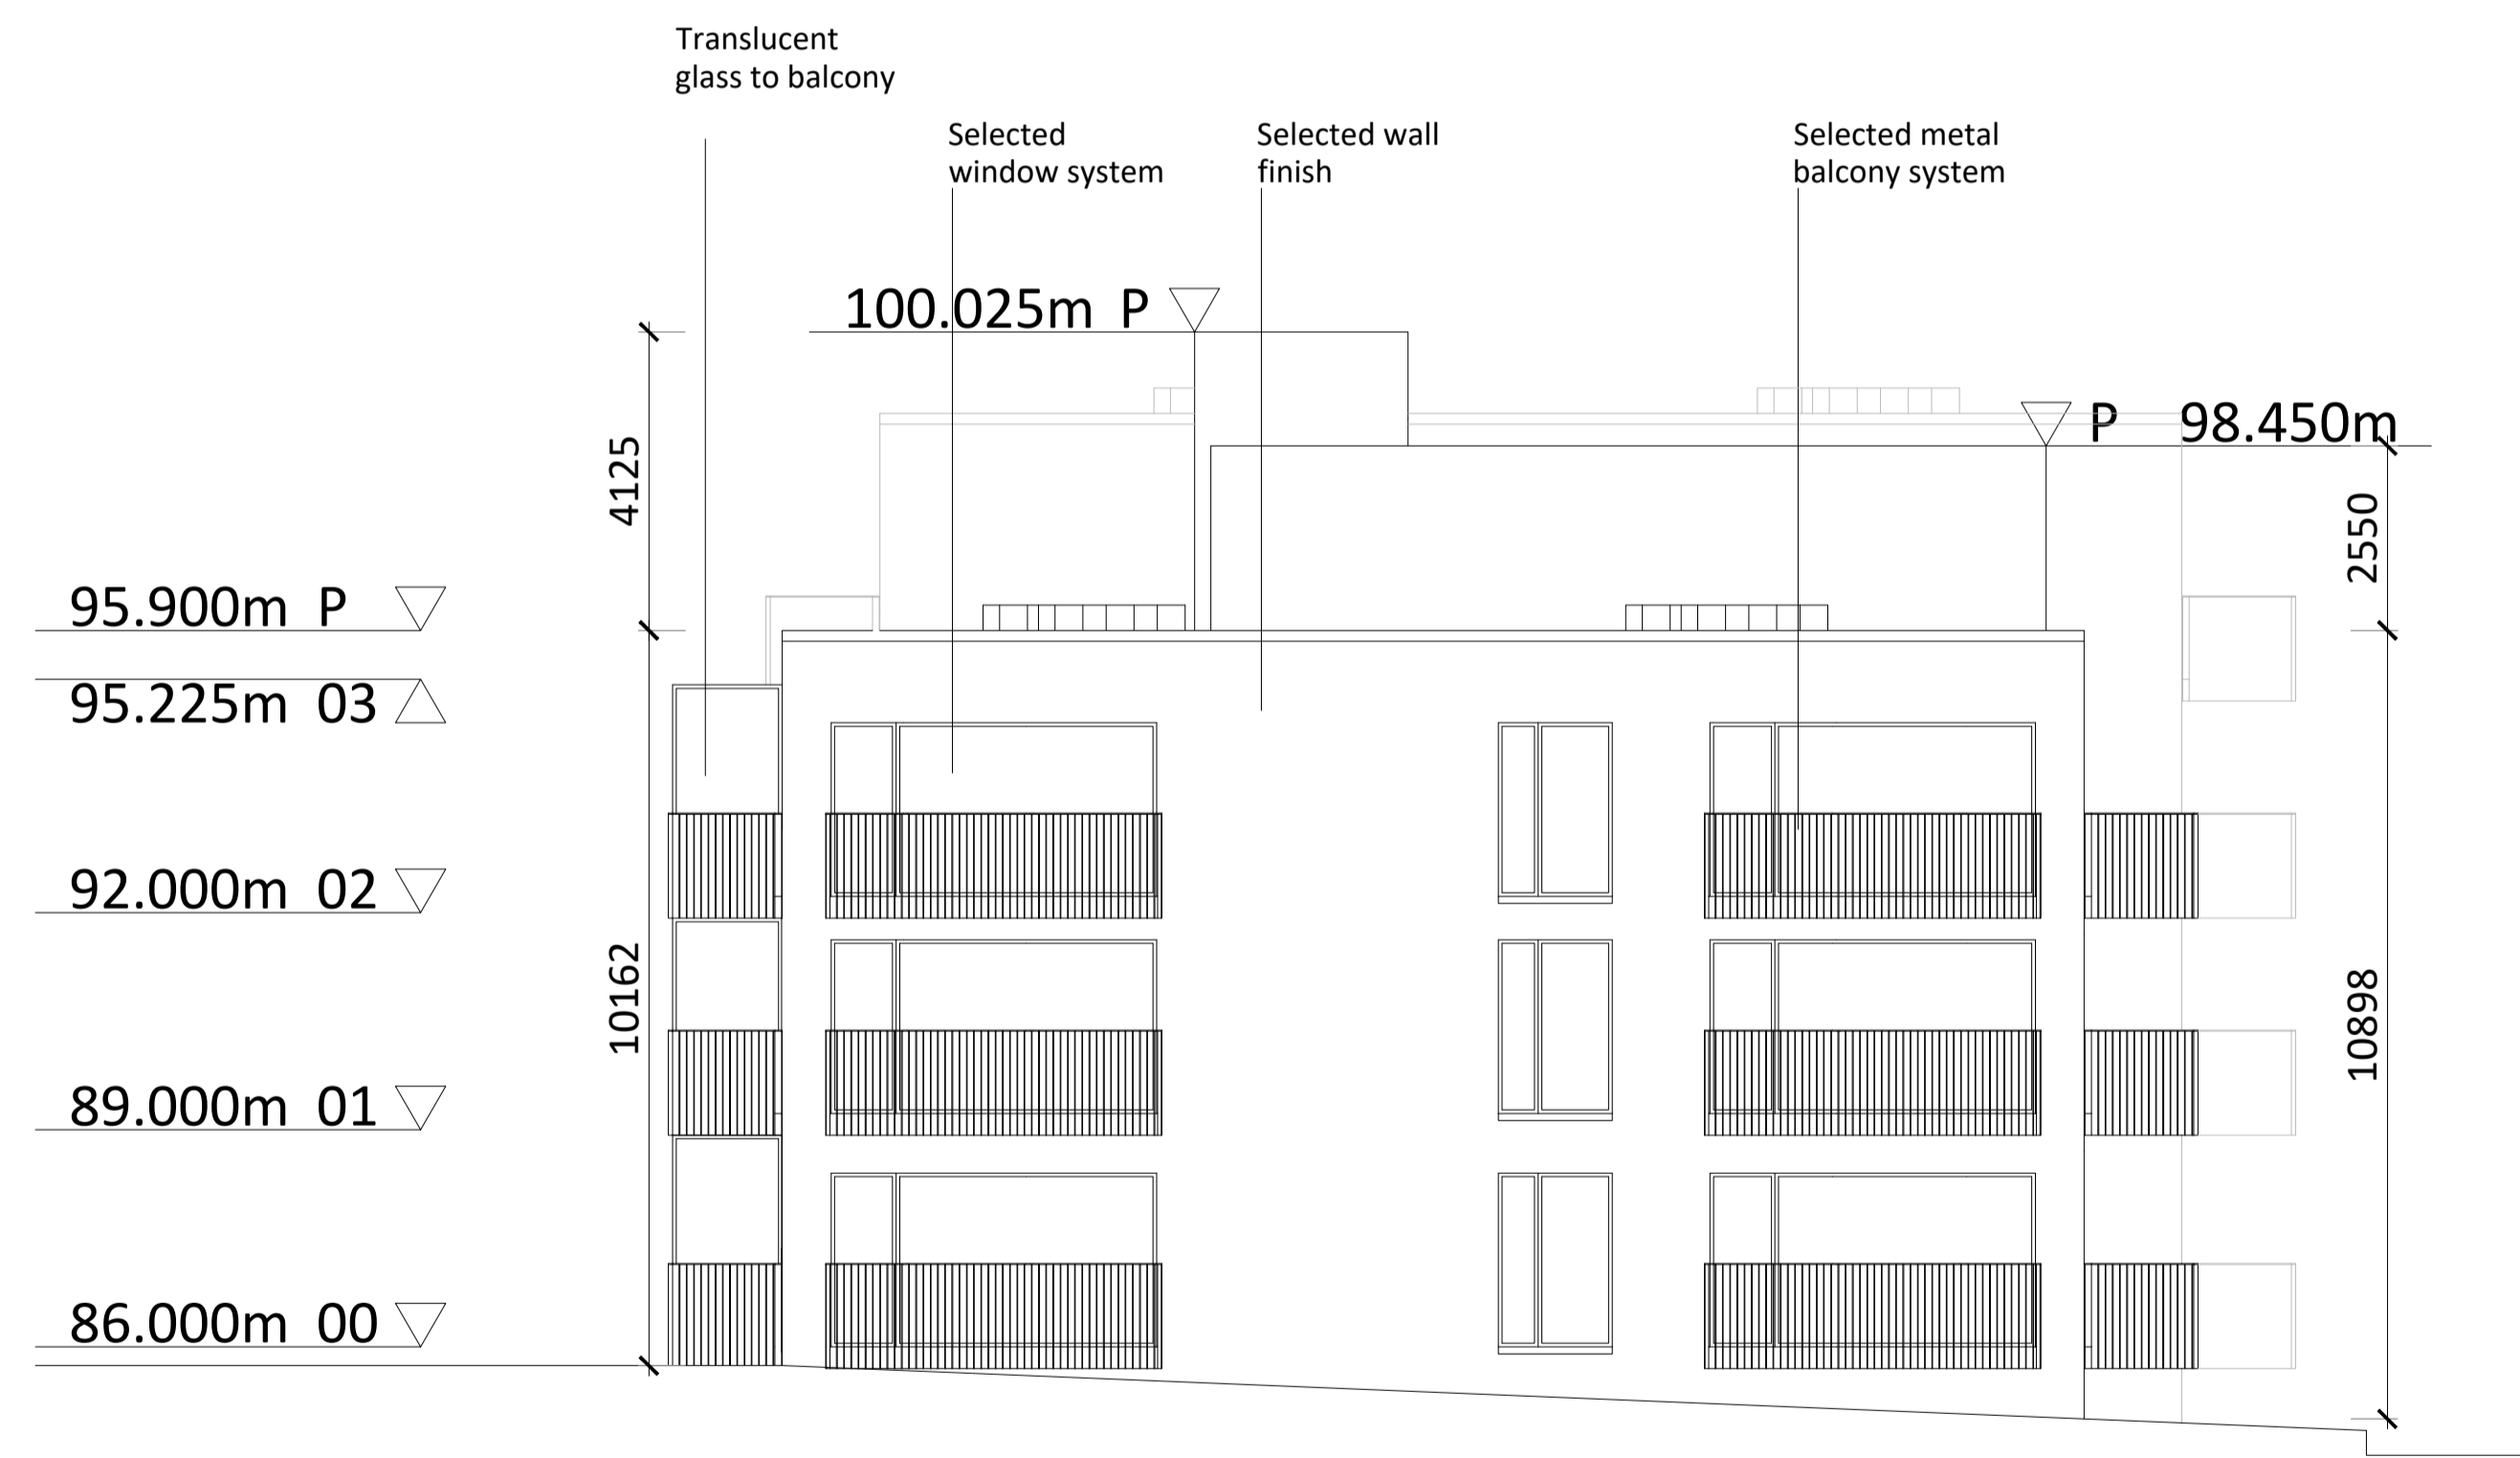 Translucent
glass to balcony
Selected
window system
Selected wall
finish
Selected metal
balcony system
100.025m P
P 98.450m
4125
2550
95.900m P
95.225m 03
92.000m 02
10162
10898
89.000m 01
86.000m 00